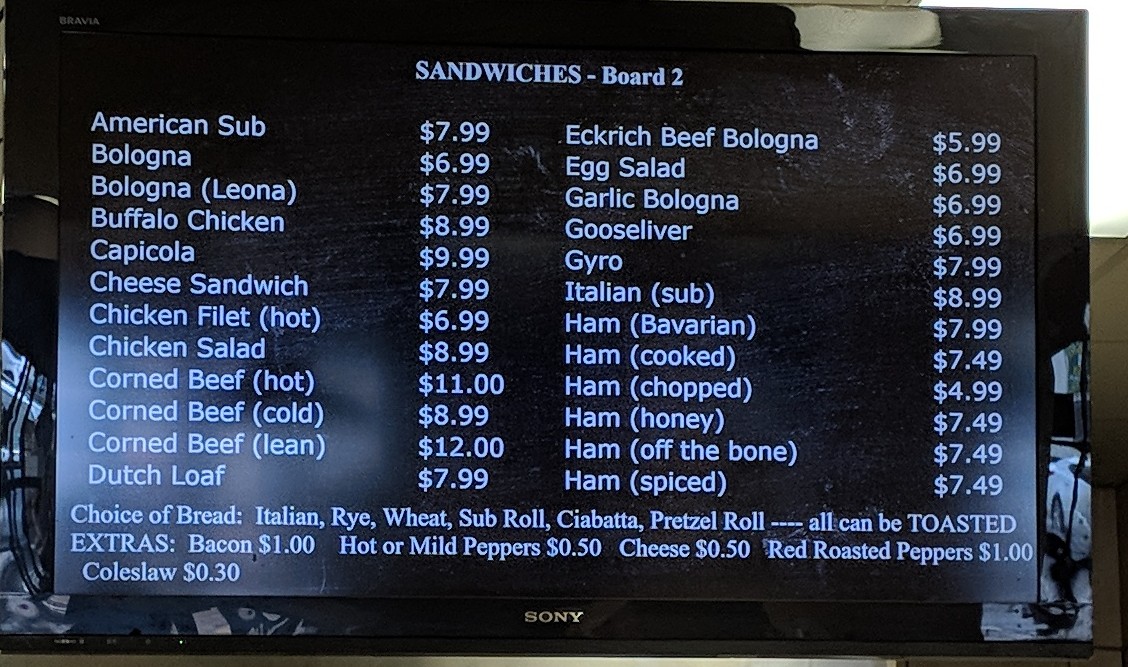 BRAVIA
SANDWICHES - Board 2
American Sub $7.99
Bologna $6.99
Bologna (Leona) $7.99
Buffalo Chicken $8.99
Capicola $9.99
Cheese Sandwich $7.99
Chicken Filet (hot) $6.99
Chicken Salad $8.99
Corned Beef (hot) $11.00
Corned Beef (cold) $8.99
Corned Beef (lean) $12.00
Dutch Loaf $7.99
Eckrich Beef Bologna $5.99
Egg Salad $6.99
Garlic Bologna $6.99
Gooseliver $6.99
Gyro $7.99
Italian (sub) $8.99
Ham (Bavarian) $7.99
Ham (cooked) $7.49
Ham (chopped) $4.99
Ham (honey) $7.49
Ham (off the bone) $7.49
Ham (spiced) $7.49
Choice of Bread: Italian, Rye, Wheat, Sub Roll, Ciabatta, Pretzel Roll ---- all can be TOASTED
EXTRAS: Bacon $1.00 Hot or Mild Peppers $0.50 Cheese $0.50 Red Roasted Peppers $1.00
Coleslaw $0.30
SONY